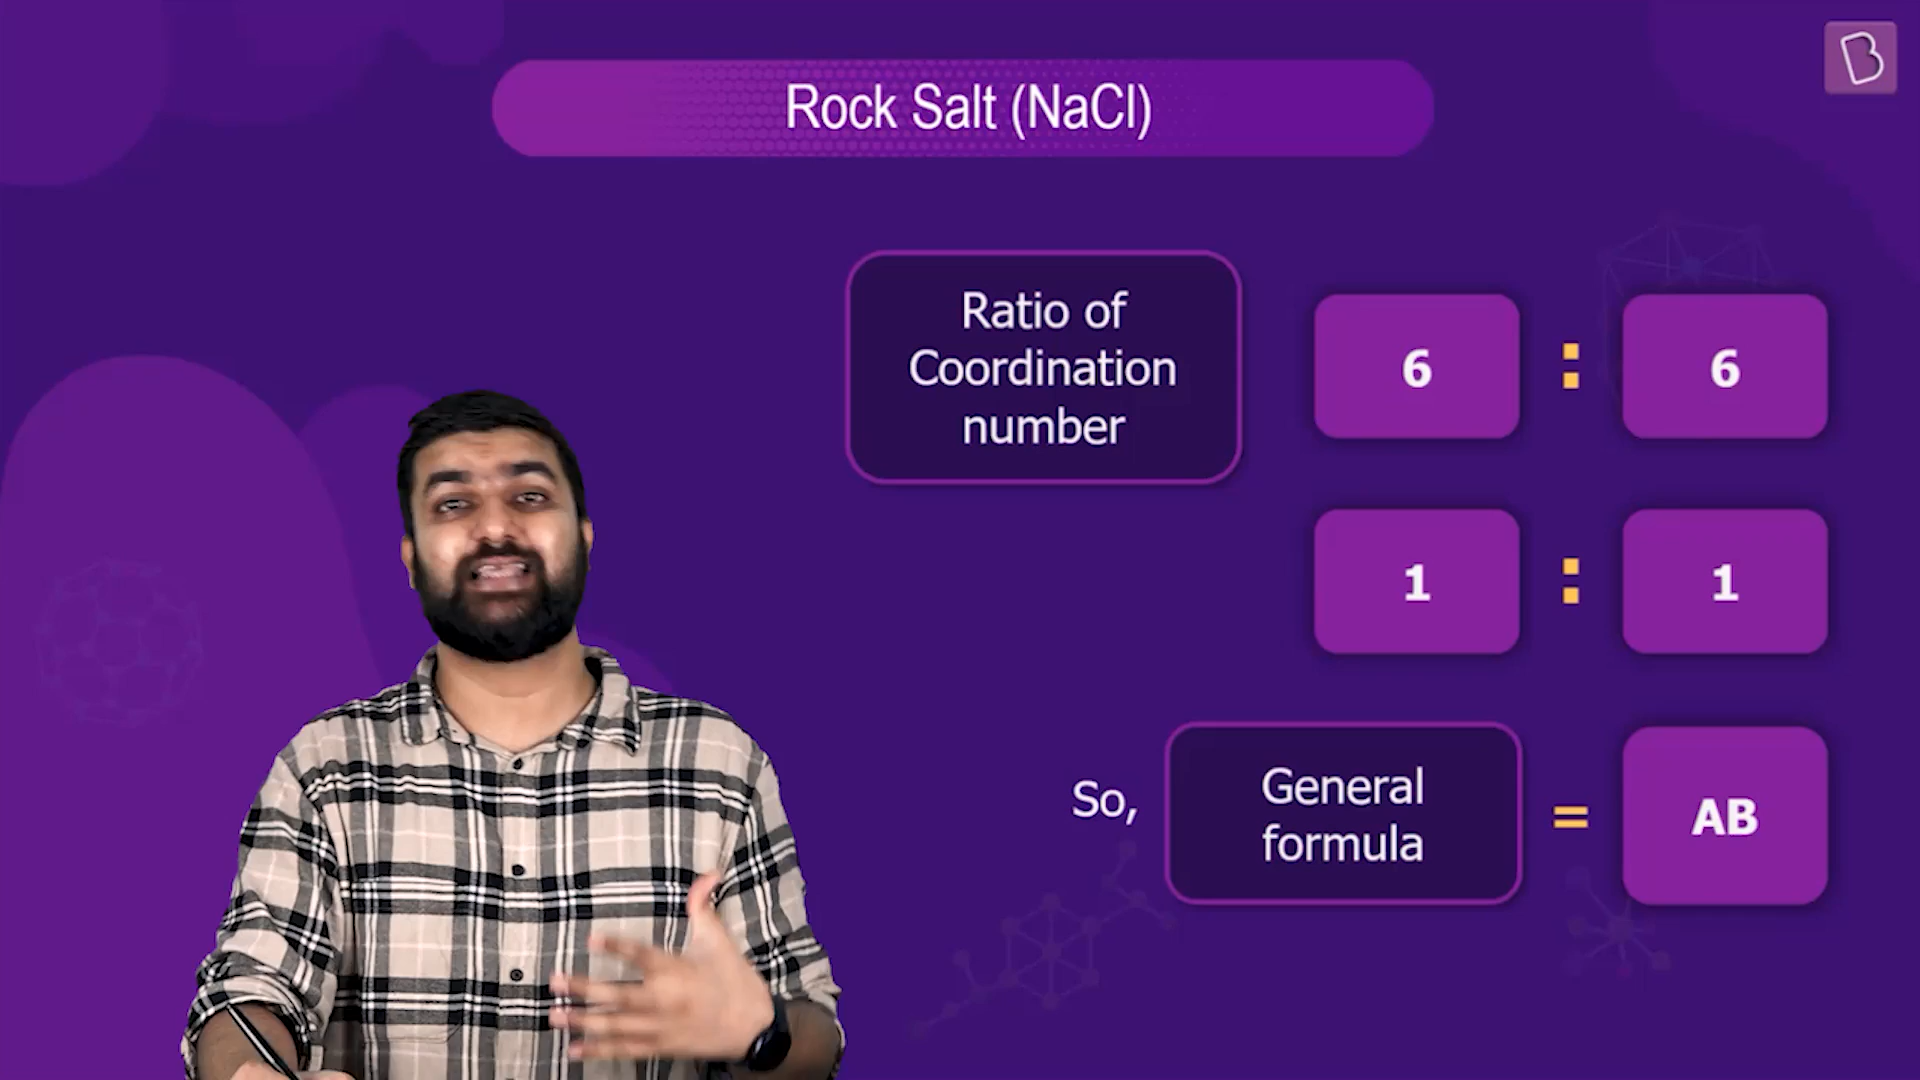 Rock Salt (NaCl)
B
Ratio of
Coordination
number
6 : 6
1 : 1
So,
General
formula
= AB